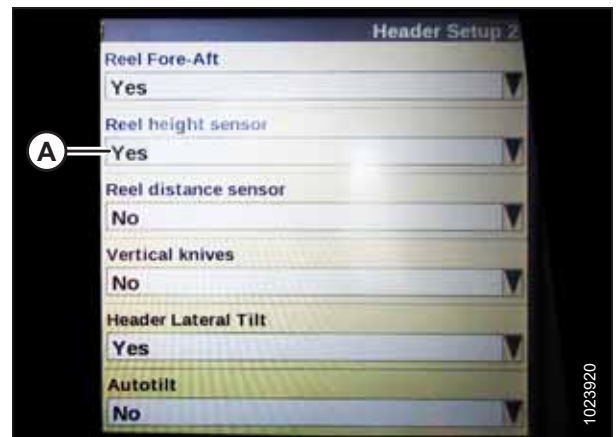 Header Setup 2
Reel Fore-Aft
Yes
Reel height sensor
A
Yes
Reel distance sensor
No
Vertical knives
No
Header Lateral Tilt
Yes
Autotilt
No
1023920